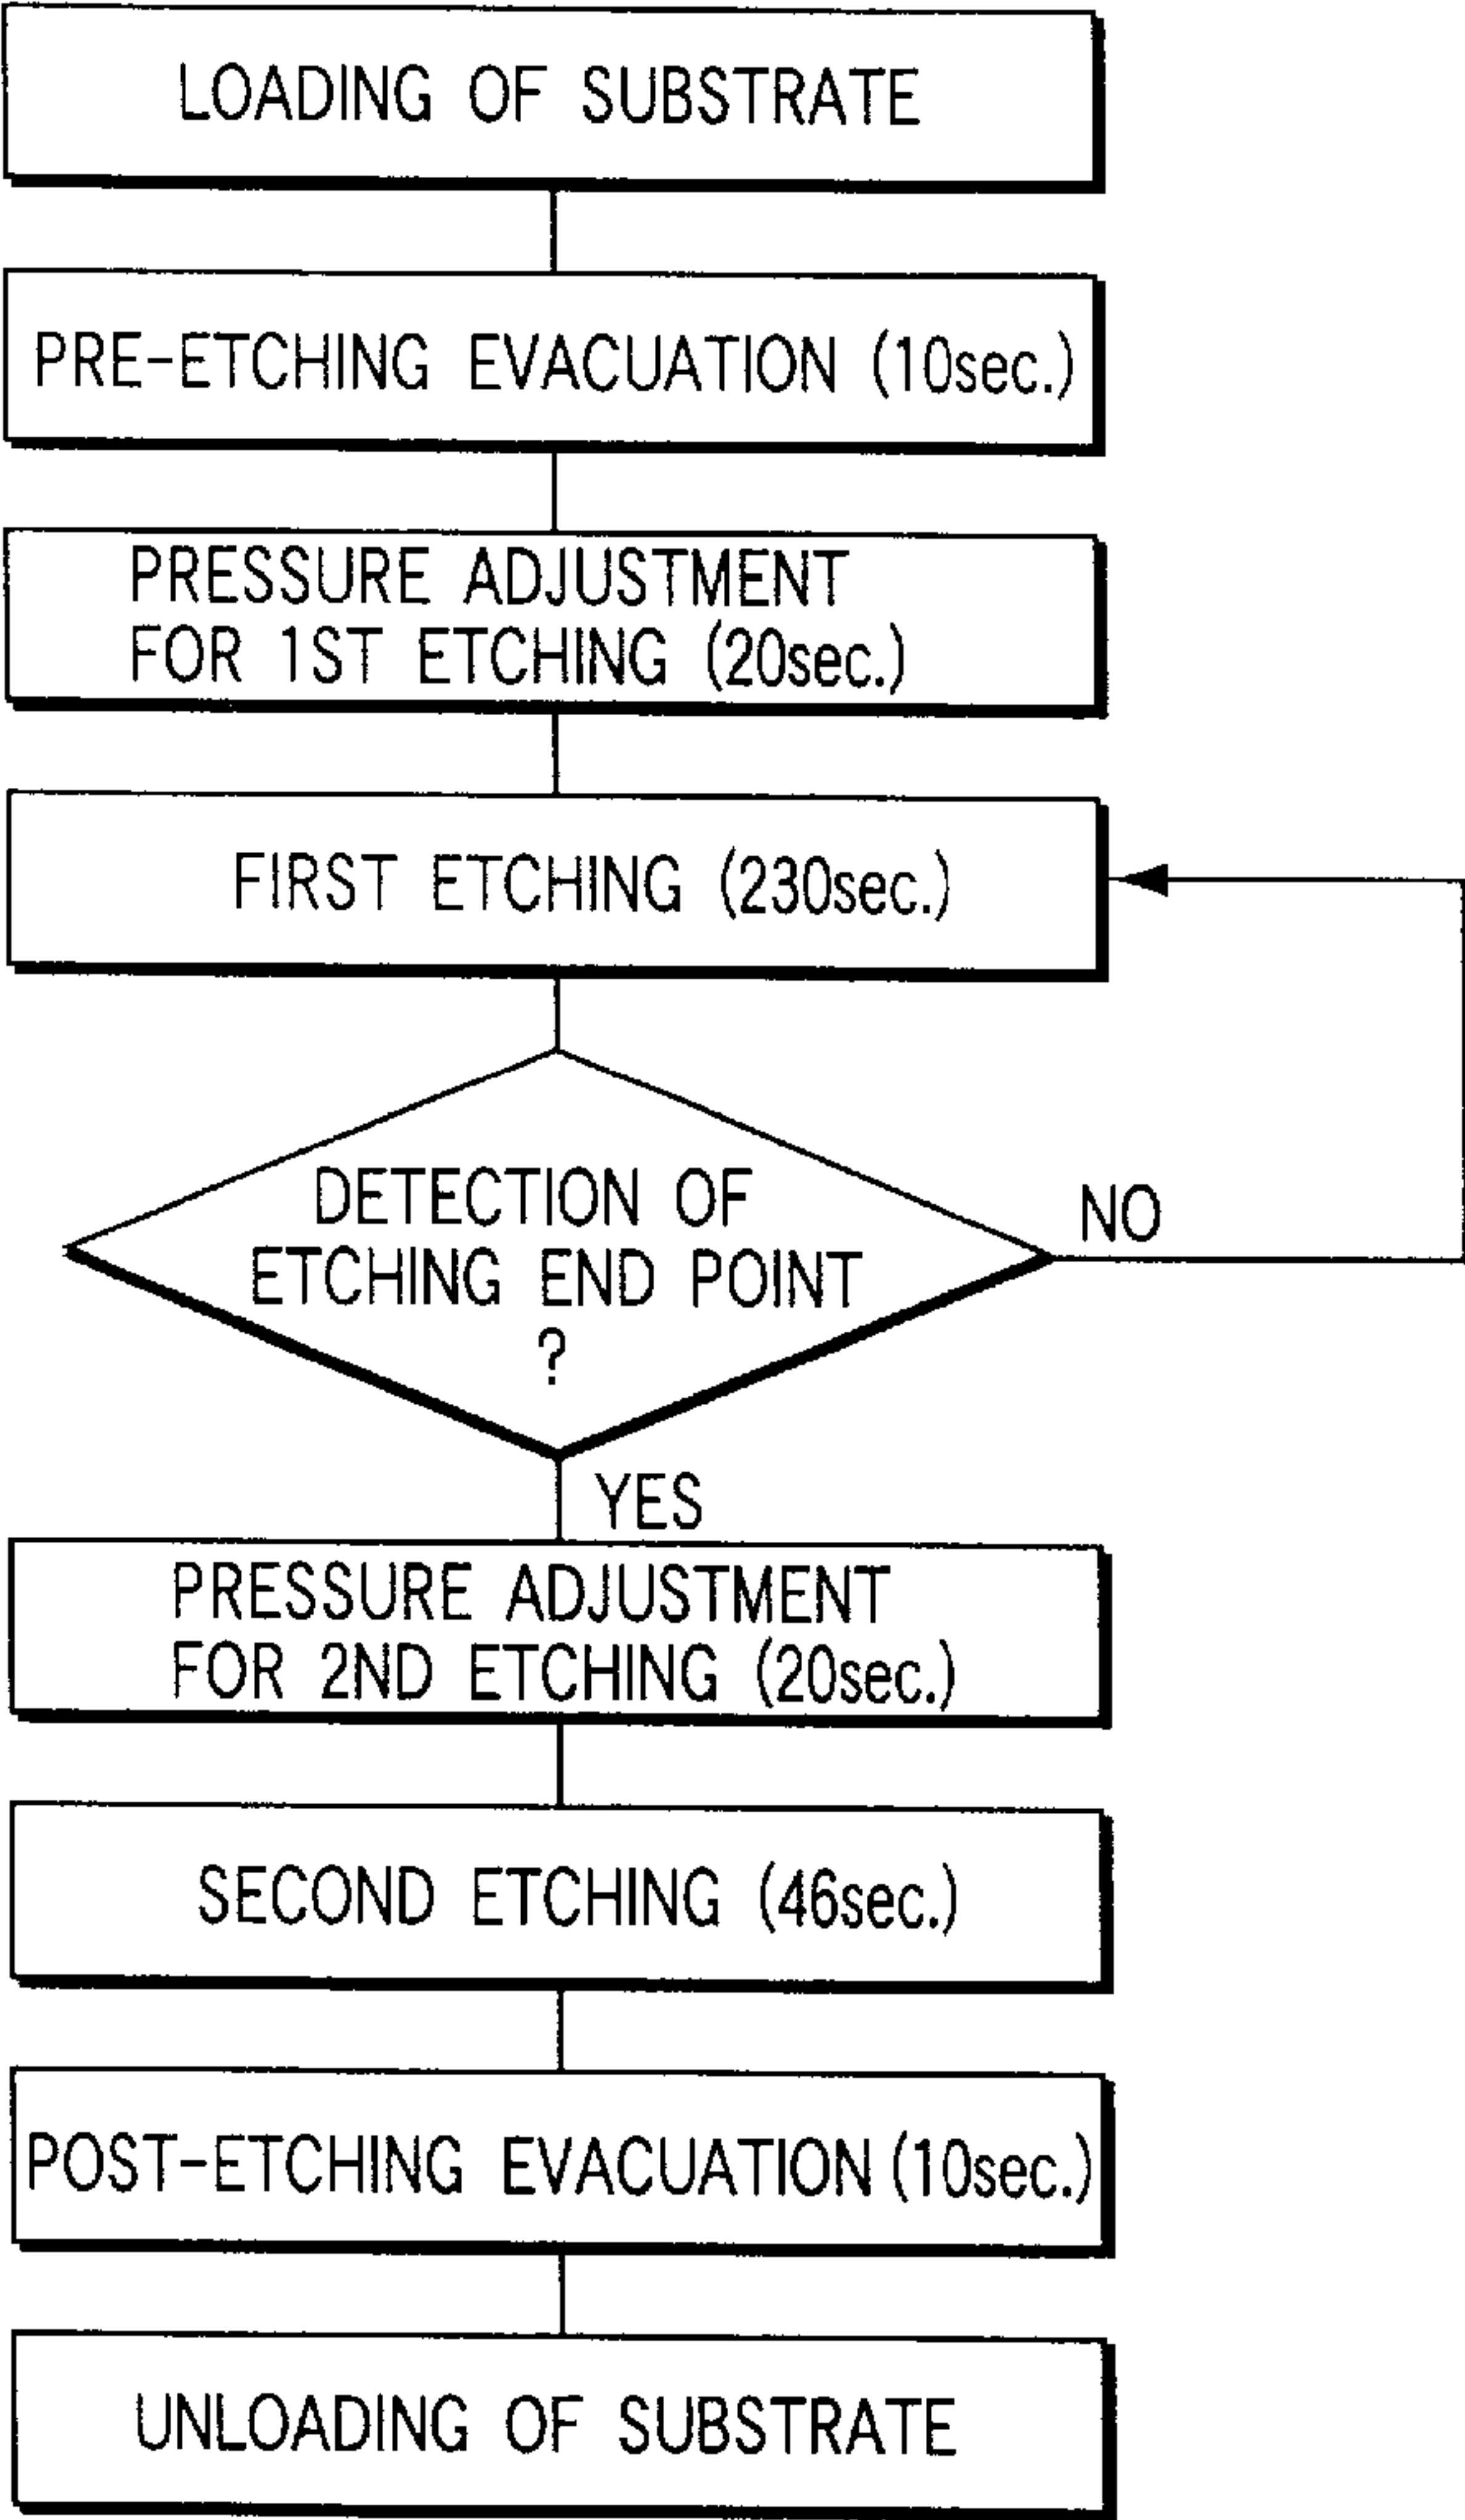 LOADING OF SUBSTRATE
PRE-ETCHING EVACUATION (10sec.)
PRESSURE ADJUSTMENT
FOR 1ST ETCHING (20sec.)
FIRST ETCHING (230sec.)
DETECTION OF
ETCHING END POINT
?
NO
YES
PRESSURE ADJUSTMENT
FOR 2ND ETCHING (20sec.)
SECOND ETCHING (46sec.)
POST-ETCHING EVACUATION (10sec.)
UNLOADING OF SUBSTRATE